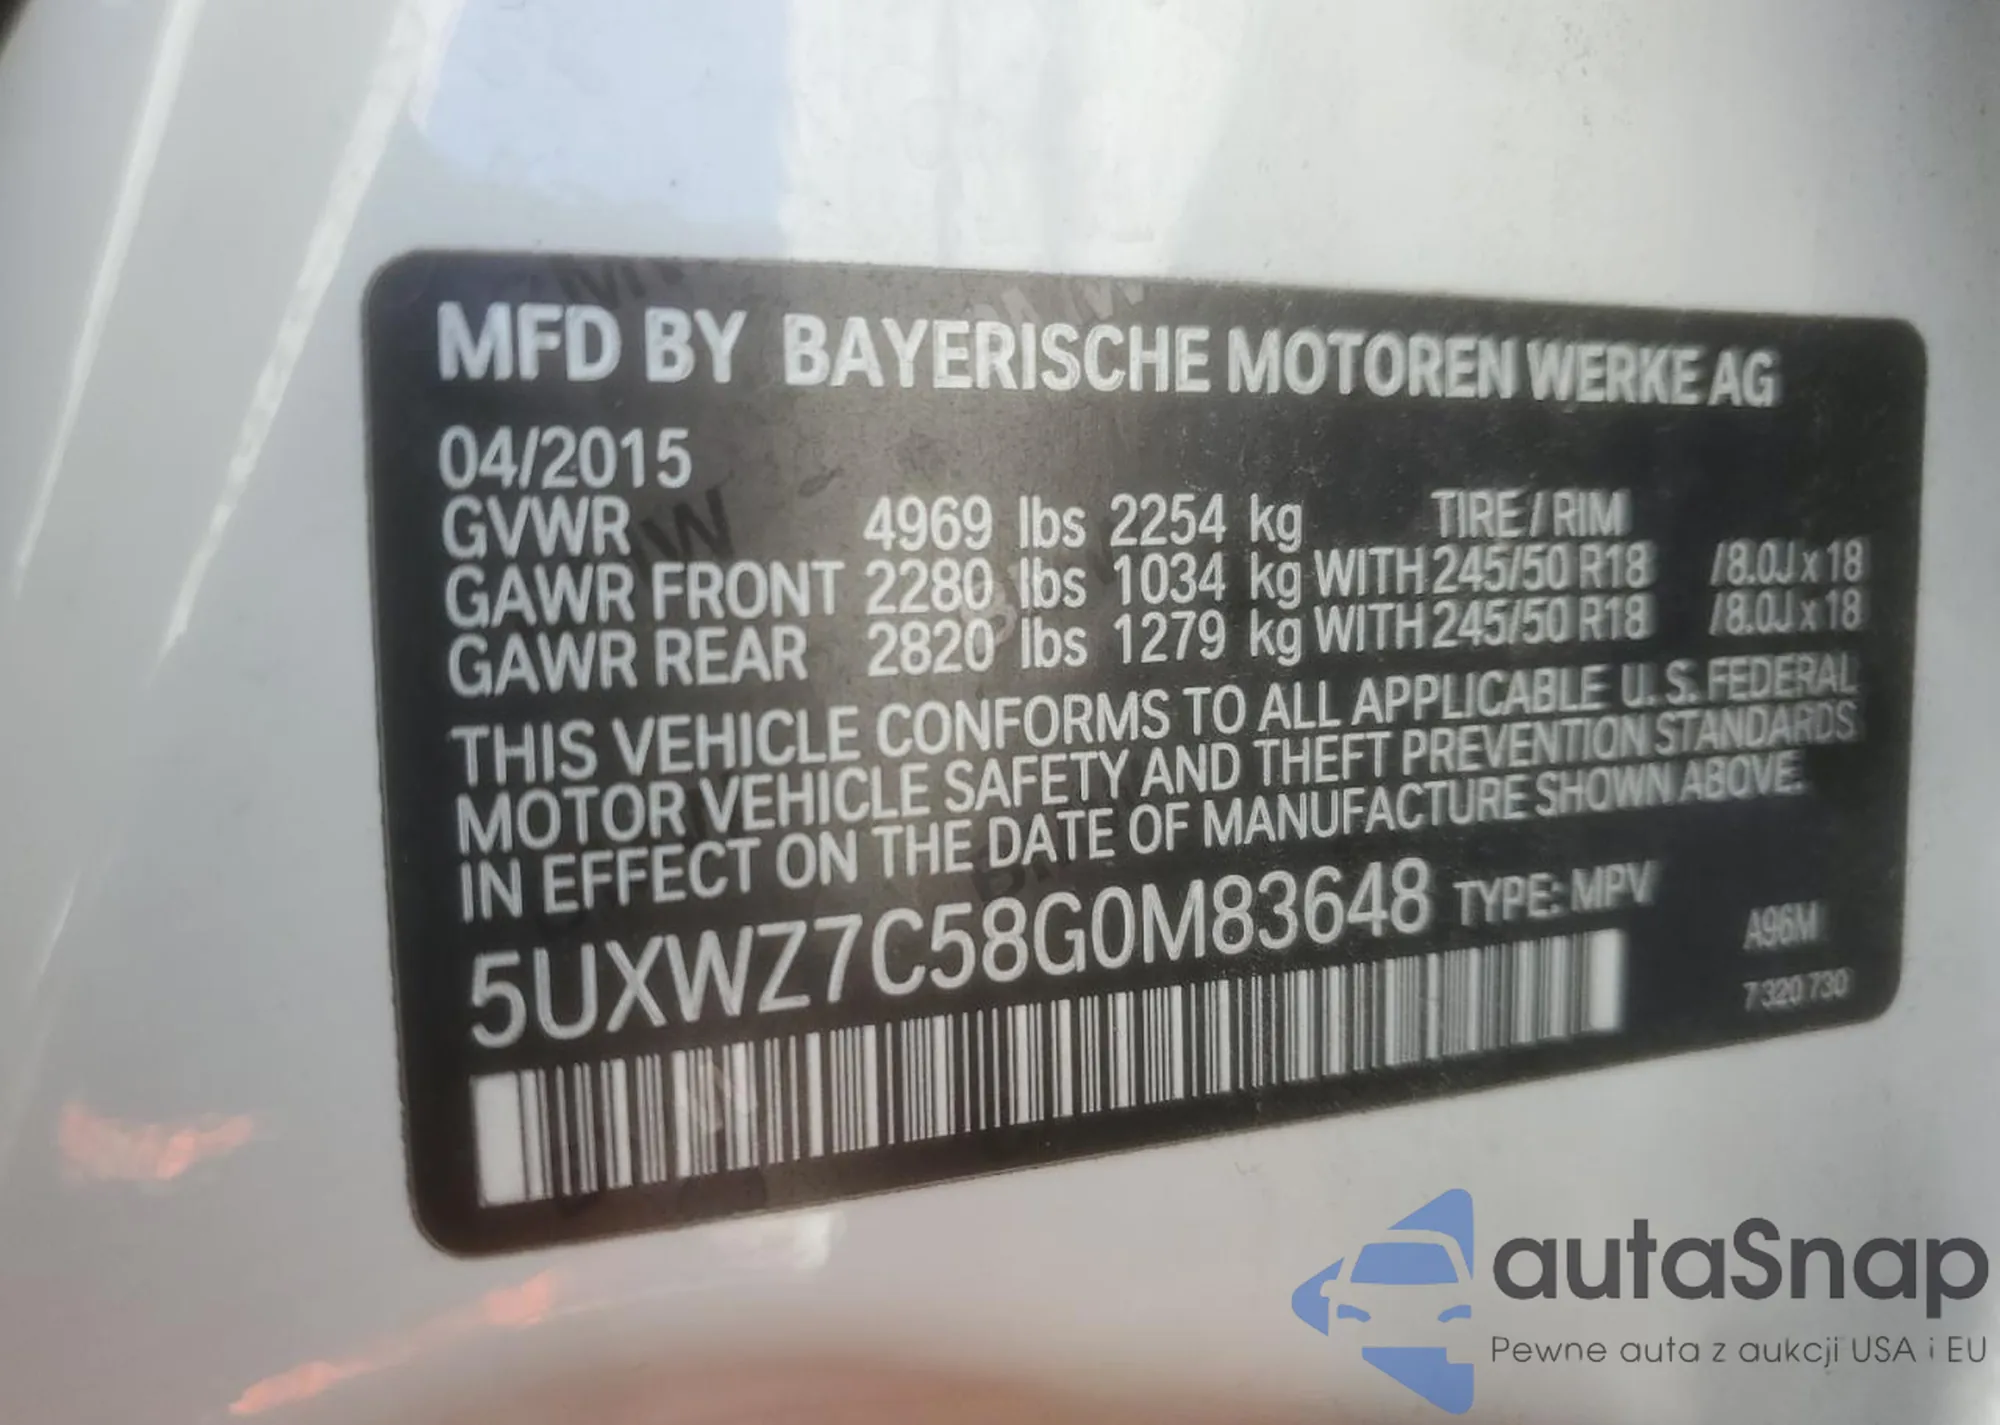 MFD BY BAYERISCHE MOTOREN WERKE AG
04/2015
GVWR 4969 lbs 2254 kg TIRE / RIM
GAWR FRONT 2280 lbs 1034 kg WITH 245/50 R18 /8.0J x 18
GAWR REAR 2820 lbs 1279 kg WITH 245/50 R18 /8.0J x 18
THIS VEHICLE CONFORMS TO ALL APPLICABLE U. S. FEDERAL
MOTOR VEHICLE SAFETY AND THEFT PREVENTION STANDARDS
IN EFFECT ON THE DATE OF MANUFACTURE SHOWN ABOVE.
5UXWZ7C58G0M83648 TYPE: MPV
A96M
7 320 730
autaSnap
Pewne auta z aukcji USA i EU